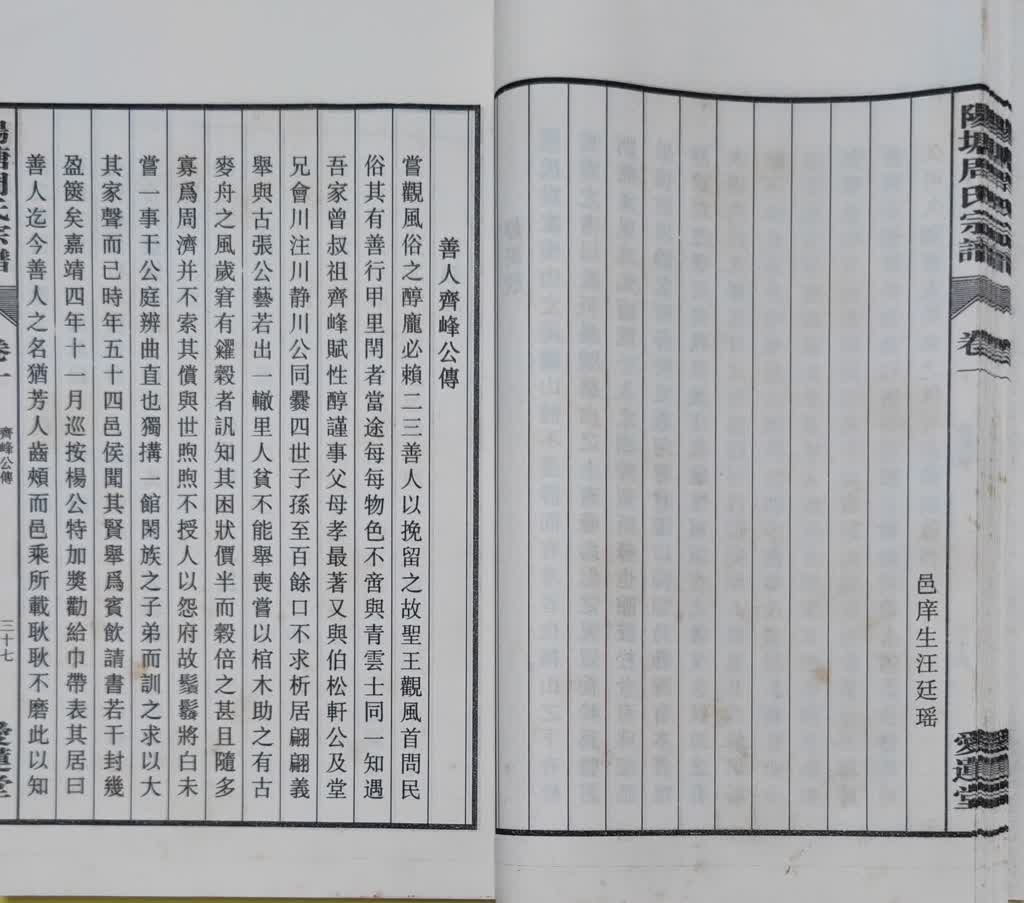 陽塘周氏宗譜
卷一
愛蓮堂
邑庠生汪廷瑶
善人齊峰公傳
嘗觀風俗之醇龐必賴二三善人以挽留之故聖王觀風首問民
俗其有善行甲里閈者當途每每物色不啻與青雲士同一知遇
吾家曾叔祖齊峰賦性醇謹事父母孝最著又與伯松軒公及堂
兄會川注川静川公同爨四世子孫至百餘口不求析居翩翩義
舉與古張公藝若出一轍里人貧不能舉喪嘗以棺木助之有古
麥舟之風歲窘有糴穀者訊知其困狀價半而穀倍之甚且隨多
寡爲周濟并不索其償與世煦煦不授人以怨府故鬚髮將白未
嘗一事干公庭辨曲直也獨搆一館閑族之子弟而訓之求以大
其家聲而已時年五十四邑侯聞其賢舉爲賓飲請書若干封幾
盈篋矣嘉靖四年十一月巡按楊公特加獎勸給巾帶表其居曰
善人迄今善人之名猶芳人齒頰而邑乘所載耿耿不磨此以知
陽塘周氏宗譜
卷一
齊峰公傳
三十七
愛蓮堂